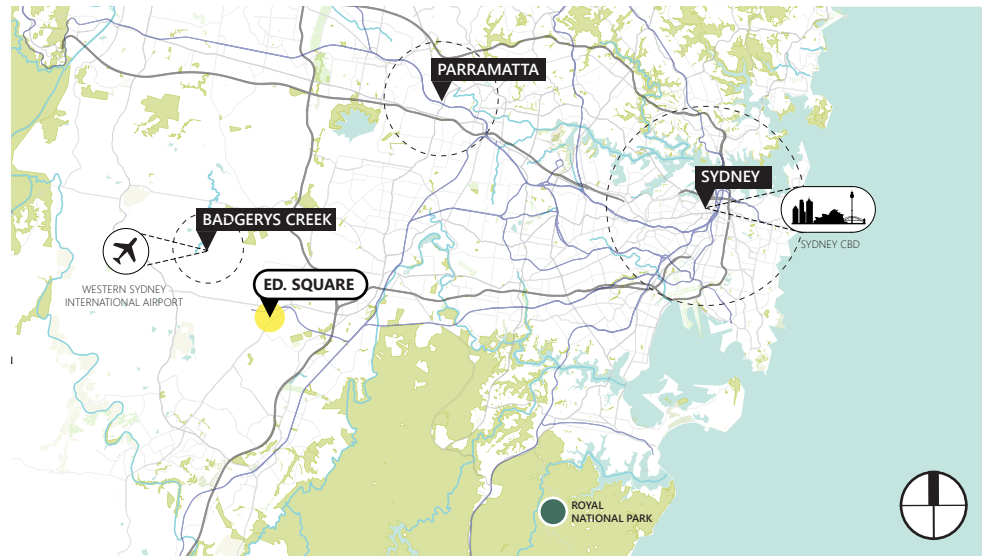 PARRAMATTA
SYDNEY
SYDNEY CBD
BADGERYS CREEK
WESTERN SYDNEY
INTERNATIONAL AIRPORT
ED. SQUARE
ROYAL
NATIONAL PARK